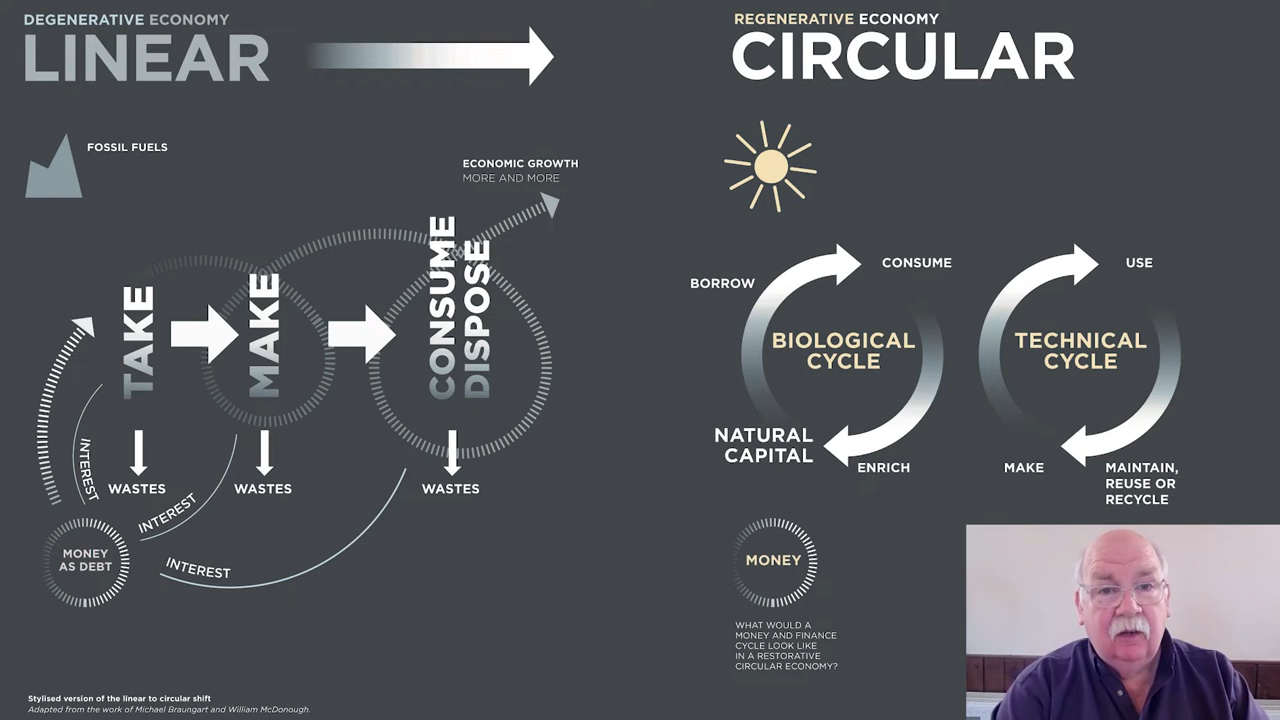 DEGENERATIVE ECONOMY
LINEAR
FOSSIL FUELS
ECONOMIC GROWTH
MORE AND MORE
TAKE
MAKE
CONSUME
DISPOSE
WASTES
WASTES
WASTES
INTEREST
INTEREST
INTEREST
MONEY
AS DEBT
Stylised version of the linear to circular shift
Adapted from the work of Michael Braungart and William McDonough.
REGENERATIVE ECONOMY
CIRCULAR
BORROW
CONSUME
BIOLOGICAL
CYCLE
NATURAL
CAPITAL
ENRICH
USE
TECHNICAL
CYCLE
MAKE
MAINTAIN,
REUSE OR
RECYCLE
MONEY
WHAT WOULD A
MONEY AND FINANCE
CYCLE LOOK LIKE
IN A RESTORATIVE
CIRCULAR ECONOMY?